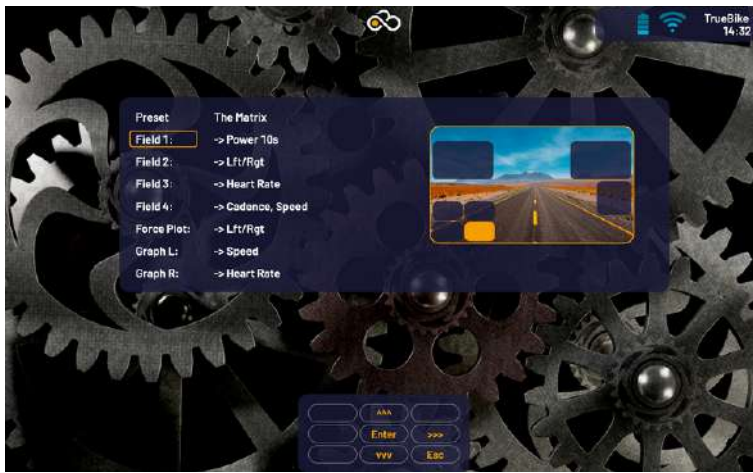 TrueBike
14:32
Preset The Matrix
Field 1: -> Power 10s
Field 2: -> Lft/Rgt
Field 3: -> Heart Rate
Field 4: -> Cadence, Speed
Force Plot: -> Lft/Rgt
Graph L: -> Speed
Graph R: -> Heart Rate
^^^
Enter >>>
vvv Esc